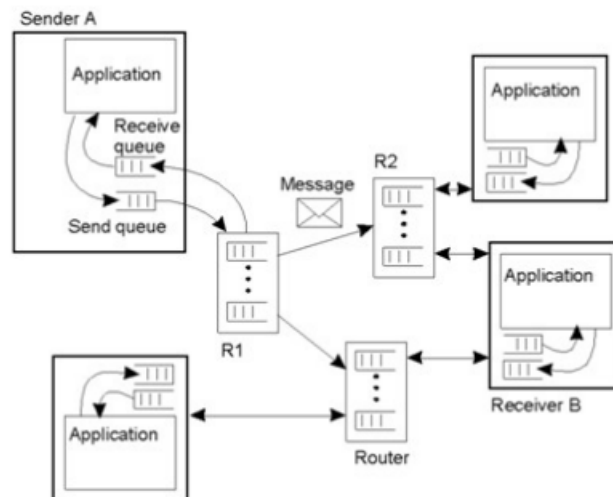 Sender A
Application
Receive
queue
Send queue
R1
Message
R2
Application
Application
Receiver B
Router
Application